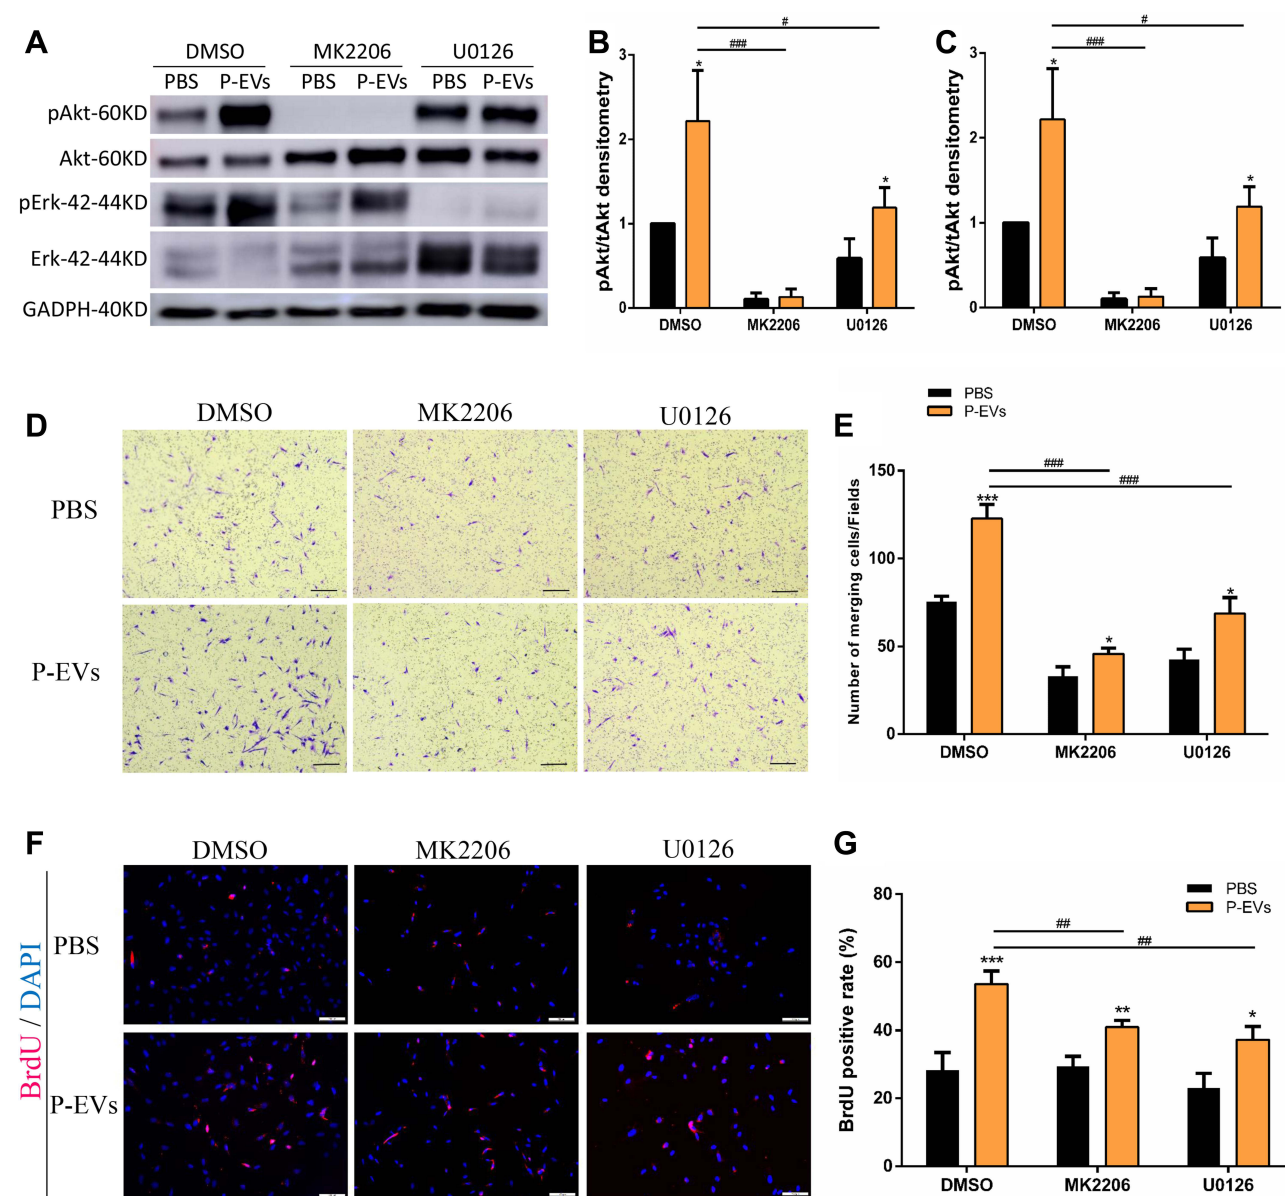 A
DMSO MK2206 U0126
PBS P-EVs PBS P-EVs PBS P-EVs
pAkt-60KD
Akt-60KD
pErk-42-44KD
Erk-42-44KD
GADPH-40KD
B
#
###
*
*
pAkt/tAkt densitometry
3
2
1
0
DMSO MK2206 U0126
C
#
###
*
*
pAkt/tAkt densitometry
3
2
1
0
DMSO MK2206 U0126
D
DMSO MK2206 U0126
PBS
P-EVs
E
PBS
P-EVs
###
###
***
*
*
Number of merging cells/Fields
150
100
50
0
DMSO MK2206 U0126
F
DMSO MK2206 U0126
BrdU / DAPI
PBS
P-EVs
G
PBS
P-EVs
##
##
***
**
*
BrdU positive rate (%)
80
60
40
20
0
DMSO MK2206 U0126